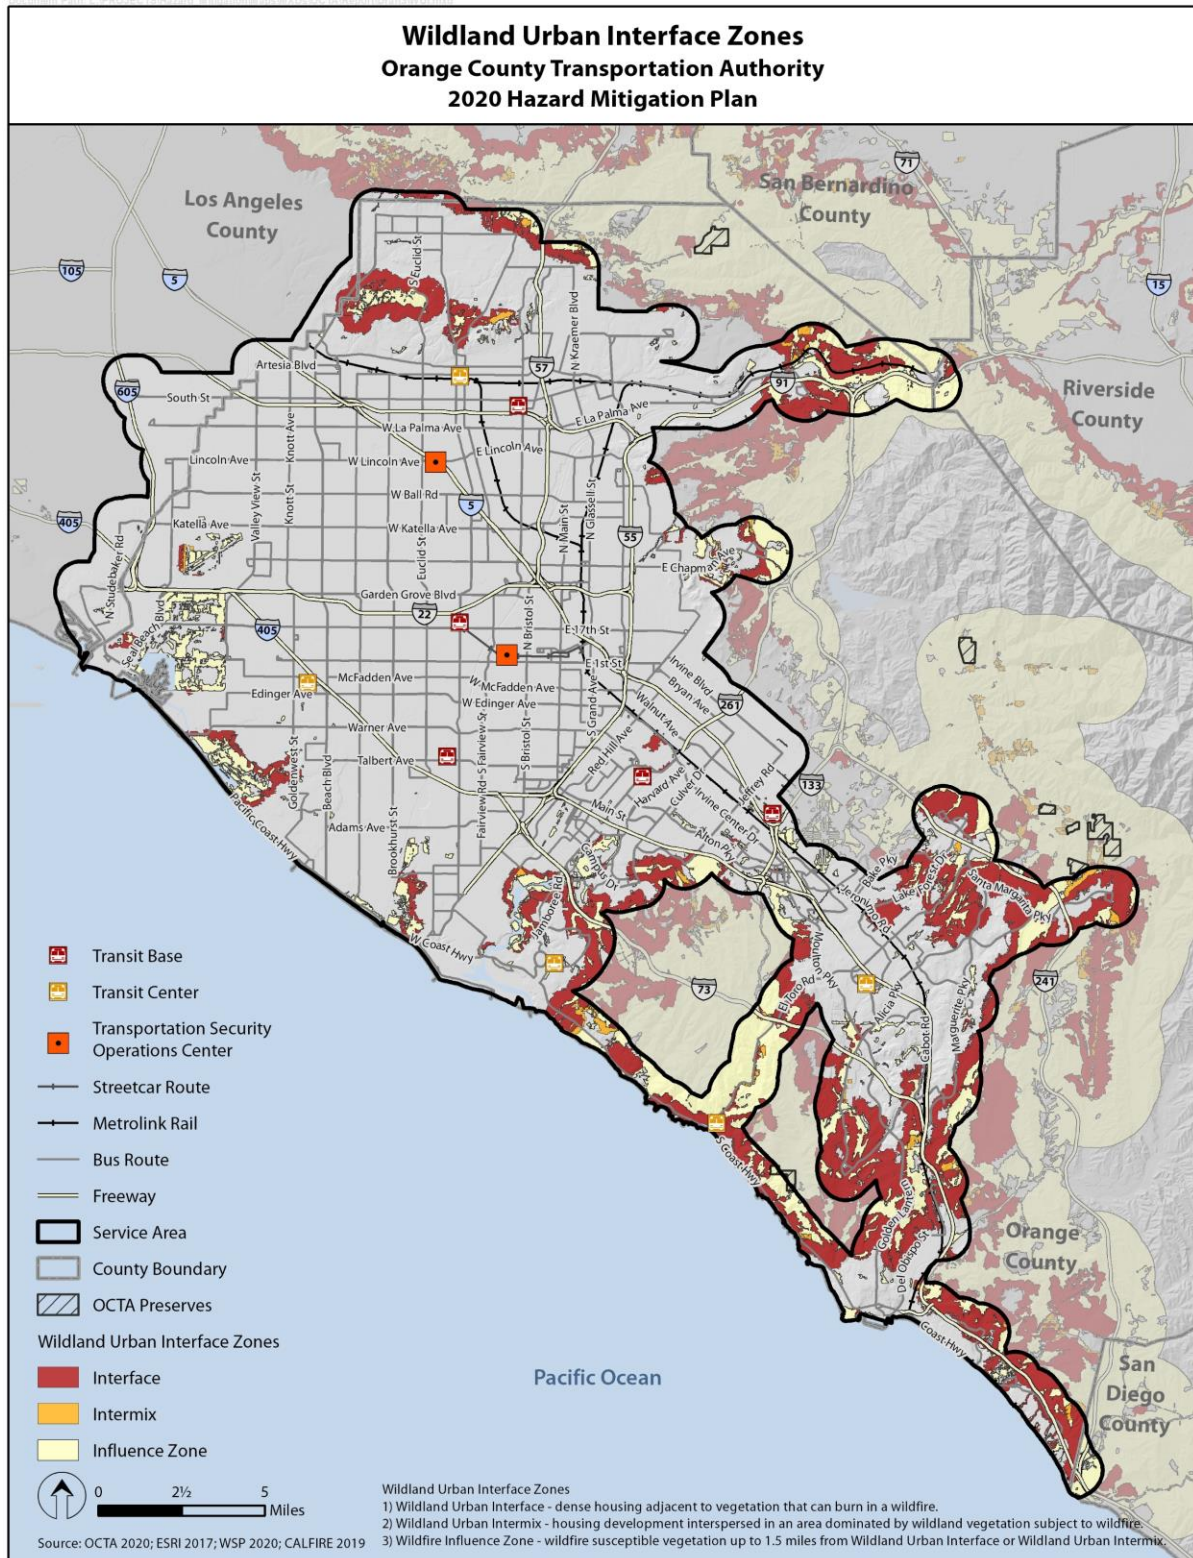 Wildland Urban Interface Zones
Orange County Transportation Authority
2020 Hazard Mitigation Plan
Los Angeles
County
San Bernardino
County
Riverside
County
Orange
County
San
Diego
County
Pacific Ocean
71
105
5
15
605
57
91
405
5
55
22
405
261
133
73
241
S Euclid St
N Kraemer Blvd
Artesia Blvd
South St
W La Palma Ave
E La Palma Ave
Knott Ave
Lincoln Ave
W Lincoln Ave
E Lincoln Ave
Valley View St
Knott St
W Ball Rd
Katella Ave
W Katella Ave
N Main St
N Glassell St
Euclid St
E Chapman Ave
N Studebaker Rd
Garden Grove Blvd
Seal Beach Blvd
N Bristol St
E 17th St
E 1st St
McFadden Ave
W McFadden Ave
Edinger Ave
W Edinger Ave
Irvine Blvd
Bryan Ave
Walnut Ave
Warner Ave
Talbert Ave
Goldenwest St
Beach Blvd
S Fairview St
S Bristol St
S Grand Ave
Red Hill Ave
Harvard Ave
Culver Dr
Irvine Center Dr
Jeffrey Rd
Main St
Alton Pky
S Pacific Coast Hwy
Adams Ave
Brookhurst St
Fairview Rd
Campus Dr
Jamboree Rd
W Coast Hwy
Bake Pky
Lake Forest Dr
Jeronimo Rd
Santa Margarita Pky
Moulton Pky
El Toro Rd
Alicia Pky
Cabot Rd
Marguerite Pky
S Coast Hwy
Golden Lantern
Del Obispo St
Coast Hwy
Transit Base
Transit Center
Transportation Security
Operations Center
Streetcar Route
Metrolink Rail
Bus Route
Freeway
Service Area
County Boundary
OCTA Preserves
Wildland Urban Interface Zones
Interface
Intermix
Influence Zone
0 2½ 5
Miles
Source: OCTA 2020; ESRI 2017; WSP 2020; CALFIRE 2019
Wildland Urban Interface Zones
1) Wildland Urban Interface - dense housing adjacent to vegetation that can burn in a wildfire.
2) Wildland Urban Intermix - housing development interspersed in an area dominated by wildland vegetation subject to wildfire.
3) Wildfire Influence Zone - wildfire susceptible vegetation up to 1.5 miles from Wildland Urban Interface or Wildland Urban Intermix.